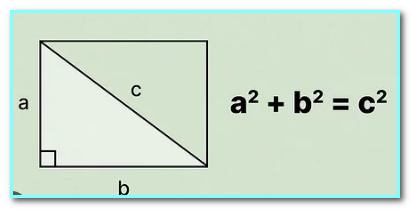 c
a
a² + b² = c²
b